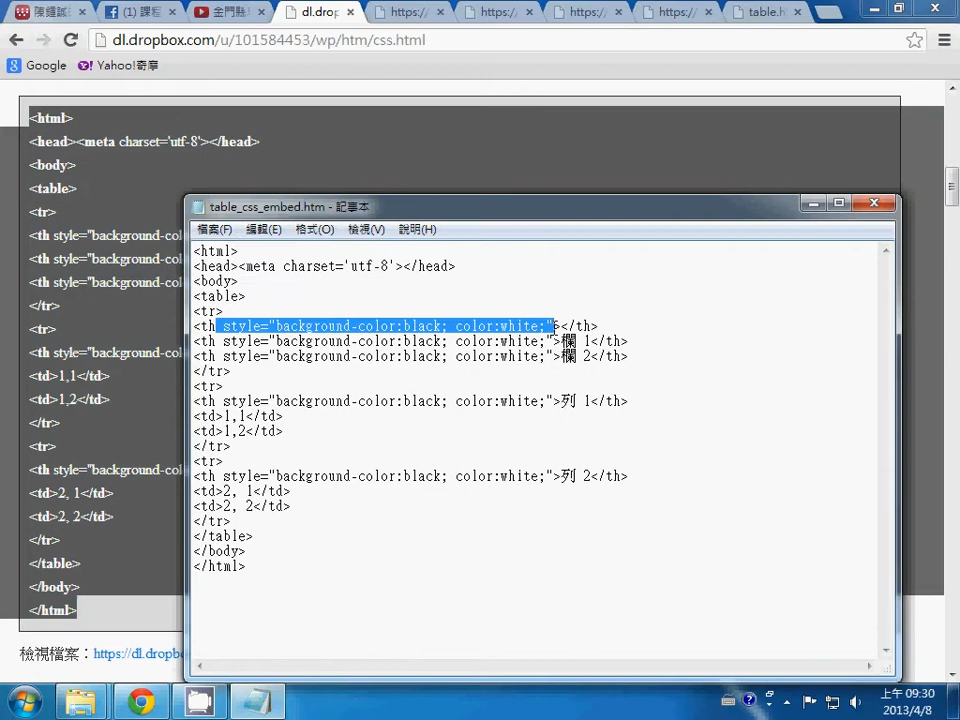 陳鍾誠
(1) 課程
金門縣
dl.drop
https:/
https:/
https:/
https:/
table.h
dl.dropbox.com/u/101584453/wp/htm/css.html
Google
Yahoo!奇摩
<html>
<head><meta charset='utf-8'></head>
<body>
<table>
<tr>
<th style="background-col
<th style="background-col
<th style="background-col
</tr>
<tr>
<th style="background-col
<td>1,1</td>
<td>1,2</td>
</tr>
<tr>
<th style="background-col
<td>2, 1</td>
<td>2, 2</td>
</tr>
</table>
</body>
</html>
檢視檔案：https://dl.dropb
table_css_embed.htm - 記事本
檔案(F) 編輯(E) 格式(O) 檢視(V) 說明(H)
<html>
<head><meta charset='utf-8'></head>
<body>
<table>
<tr>
<th style="background-color:black; color:white;"></th>
<th style="background-color:black; color:white;">欄 1</th>
<th style="background-color:black; color:white;">欄 2</th>
</tr>
<tr>
<th style="background-color:black; color:white;">列 1</th>
<td>1,1</td>
<td>1,2</td>
</tr>
<tr>
<th style="background-color:black; color:white;">列 2</th>
<td>2, 1</td>
<td>2, 2</td>
</tr>
</table>
</body>
</html>
上午 09:30
2013/4/8